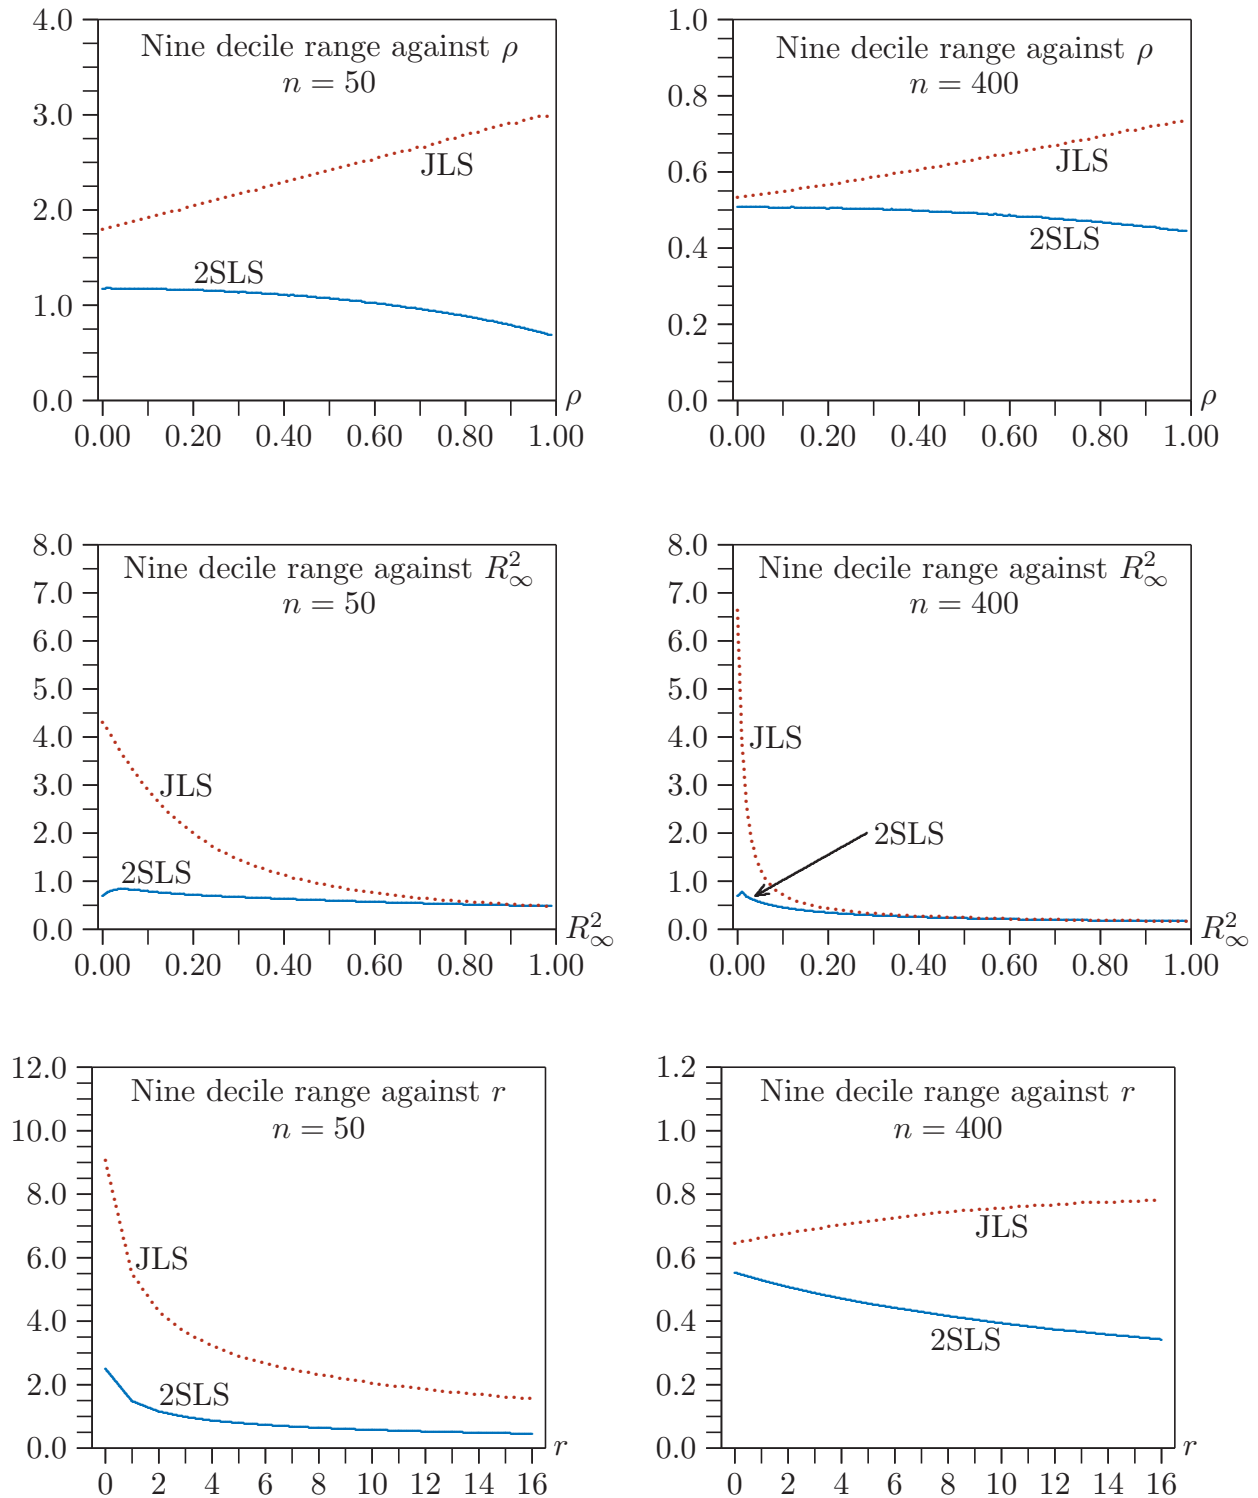 Nine decile range against ρ
n = 50
4.0
3.0
2.0
1.0
0.0
JLS
2SLS
ρ
0.00 0.20 0.40 0.60 0.80 1.00
Nine decile range against ρ
n = 400
1.0
0.8
0.6
0.4
0.2
0.0
JLS
2SLS
ρ
0.00 0.20 0.40 0.60 0.80 1.00
Nine decile range against R²∞
n = 50
8.0
7.0
6.0
5.0
4.0
3.0
2.0
1.0
0.0
JLS
2SLS
R²∞
0.00 0.20 0.40 0.60 0.80 1.00
Nine decile range against R²∞
n = 400
8.0
7.0
6.0
5.0
4.0
3.0
2.0
1.0
0.0
JLS
2SLS
R²∞
0.00 0.20 0.40 0.60 0.80 1.00
Nine decile range against r
n = 50
12.0
10.0
8.0
6.0
4.0
2.0
0.0
JLS
2SLS
r
0 2 4 6 8 10 12 14 16
Nine decile range against r
n = 400
1.2
1.0
0.8
0.6
0.4
0.2
0.0
JLS
2SLS
r
0 2 4 6 8 10 12 14 16